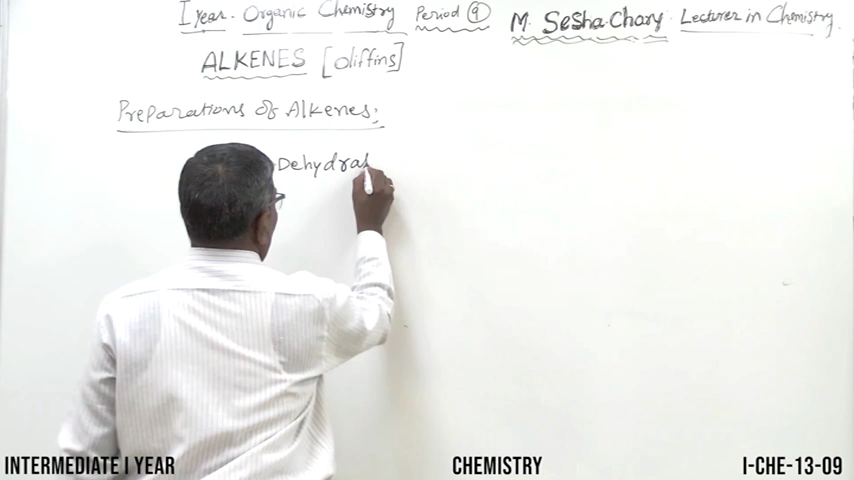 I year. Organic Chemistry Period 9 M. Sesha Chary Lecturer in Chemistry.
ALKENES [oliffins]
Preparations of Alkenes:
Dehydrat
INTERMEDIATE I YEAR CHEMISTRY I-CHE-13-09